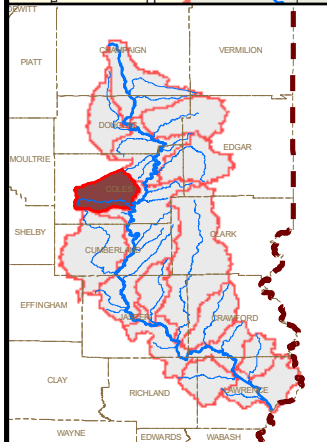 DEWITT
CHAMPAIGN
VERMILION
PIATT
DOUGLAS
EDGAR
MOULTRIE
COLES
SHELBY
CLARK
CUMBERLAND
EFFINGHAM
JASPER
CRAWFORD
CLAY
RICHLAND
LAWRENCE
WAYNE
EDWARDS
WABASH